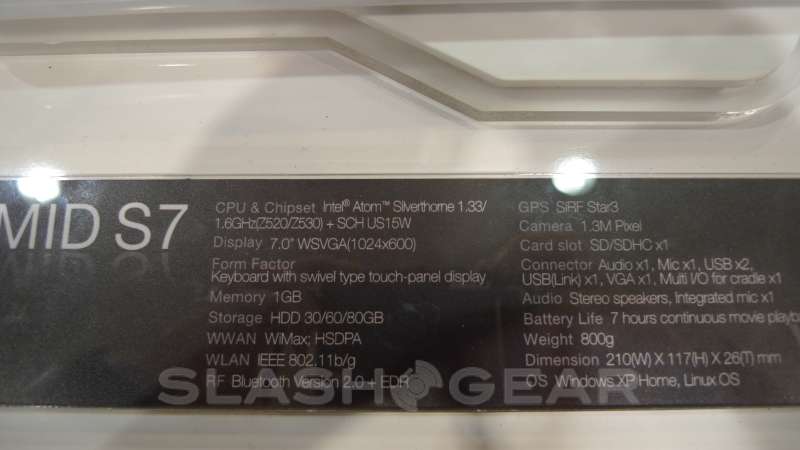 MID S7
CPU & Chipset Intel® Atom™ Silverthorne 1.33/
1.6GHz(Z520/Z530) + SCH US15W
Display 7.0" WSVGA(1024x600)
Form Factor
Keyboard with swivel type touch-panel display
Memory 1GB
Storage HDD 30/60/80GB
WWAN WiMax; HSDPA
WLAN IEEE 802.11b/g
RF Bluetooth Version 2.0 + EDR
GPS SiRF Star3
Camera 1.3M Pixel
Card slot SD/SDHC x1
Connector Audio x1, Mic x1, USB x2,
USB(Link) x1, VGA x1, Multi I/O for cradle x1
Audio Stereo speakers, Integrated mic x1
Battery Life 7 hours continuous movie playb
Weight 800g
Dimension 210(W) X 117(H) X 26(T) mm
OS Windows XP Home, Linux OS
SLASH GEAR